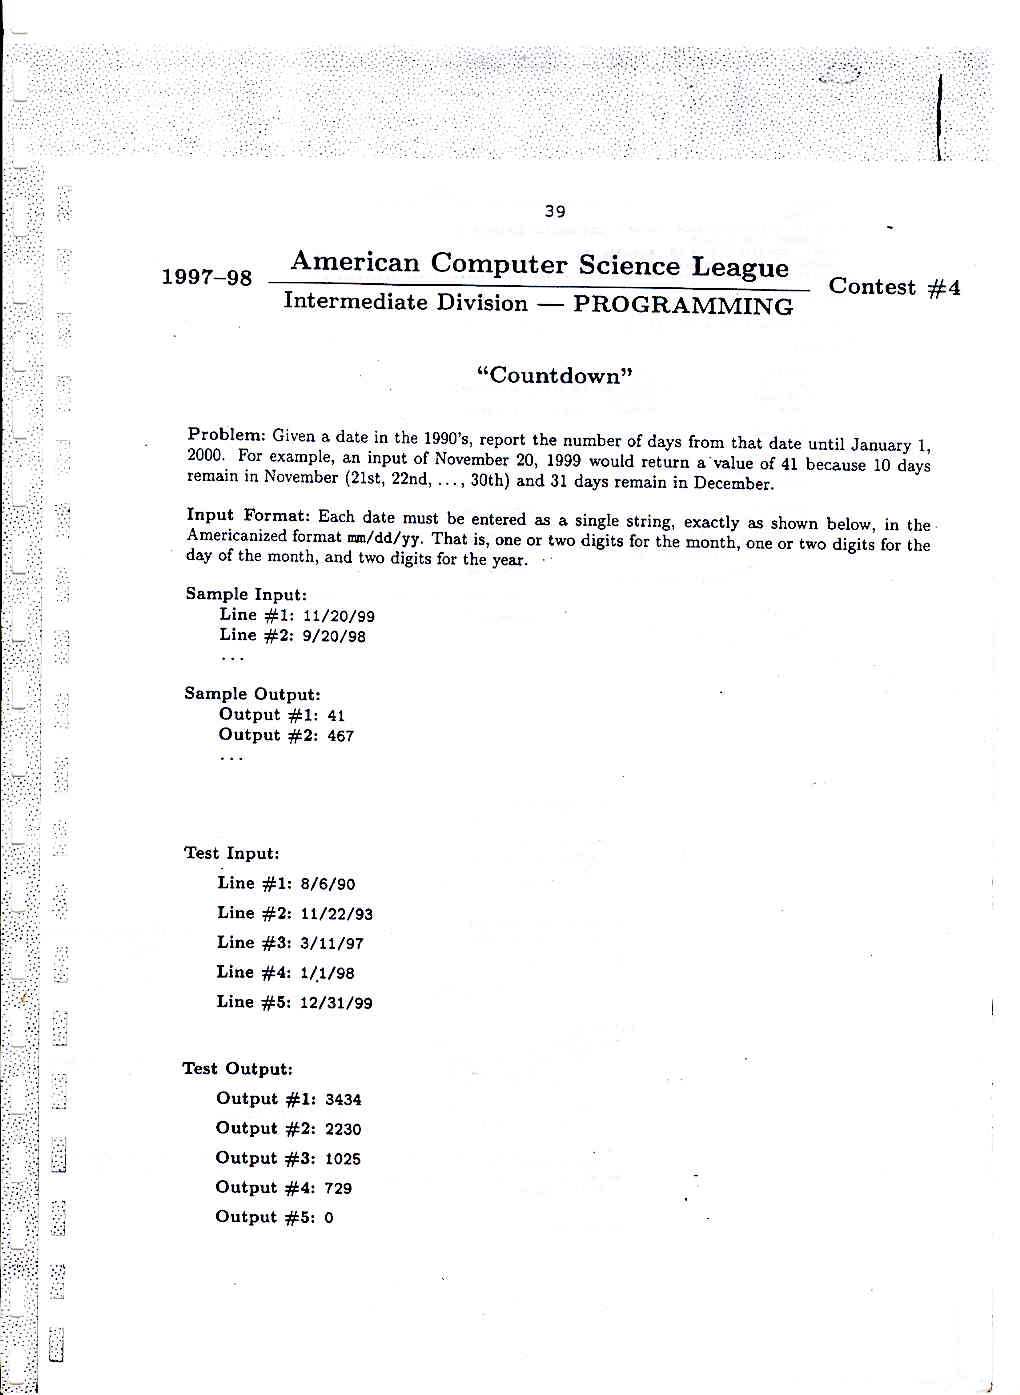 39
1997–98
American Computer Science League
Intermediate Division — PROGRAMMING
Contest #4
“Countdown”
Problem: Given a date in the 1990's, report the number of days from that date until January 1,
2000. For example, an input of November 20, 1999 would return a value of 41 because 10 days
remain in November (21st, 22nd, ..., 30th) and 31 days remain in December.
Input Format: Each date must be entered as a single string, exactly as shown below, in the
Americanized format mm/dd/yy. That is, one or two digits for the month, one or two digits for the
day of the month, and two digits for the year.
Sample Input:
Line #1: 11/20/99
Line #2: 9/20/98
...
Sample Output:
Output #1: 41
Output #2: 467
...
Test Input:
Line #1: 8/6/90
Line #2: 11/22/93
Line #3: 3/11/97
Line #4: 1/1/98
Line #5: 12/31/99
Test Output:
Output #1: 3434
Output #2: 2230
Output #3: 1025
Output #4: 729
Output #5: 0